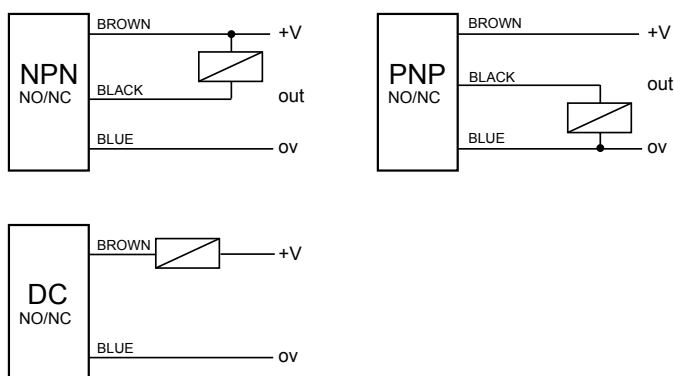 BROWN
+V
NPN
NO/NC
BLACK
out
BLUE
ov
BROWN
+V
PNP
NO/NC
BLACK
out
BLUE
ov
BROWN
+V
DC
NO/NC
BLUE
ov